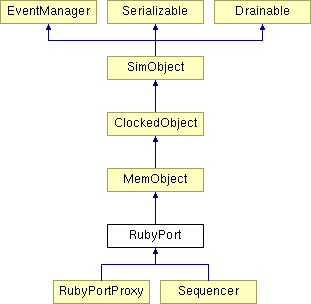 EventManager Serializable Drainable
SimObject
ClockedObject
MemObject
RubyPort
RubyPortProxy Sequencer